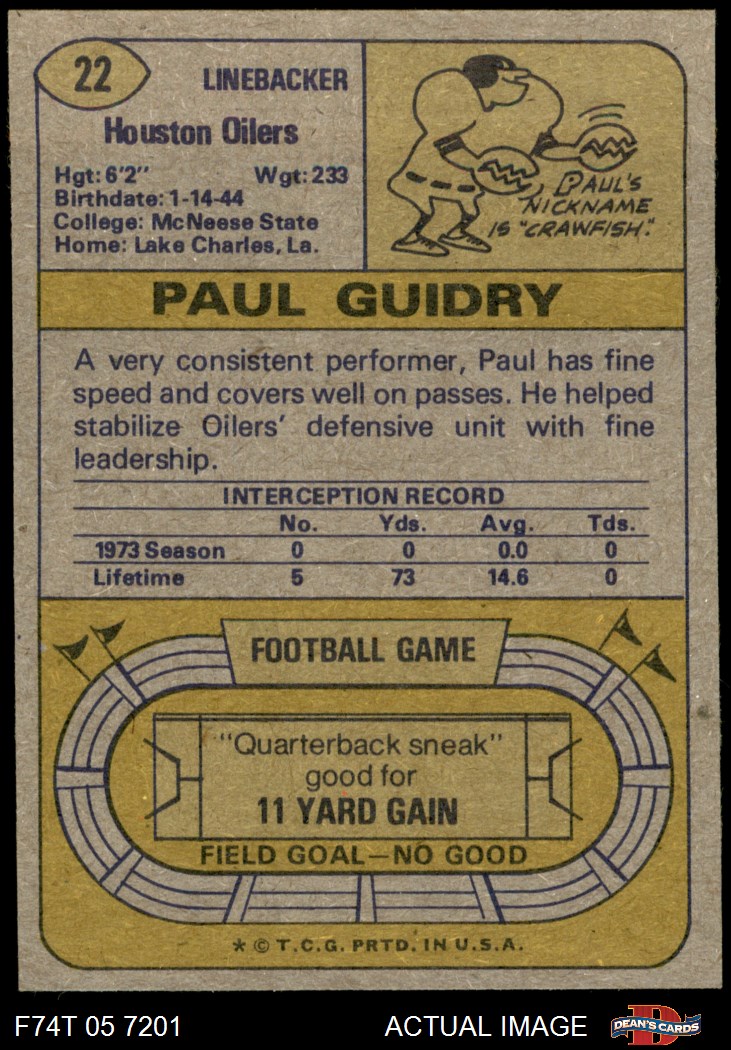 22
LINEBACKER
Houston Oilers
Hgt: 6'2" Wgt: 233
Birthdate: 1-14-44
College: McNeese State
Home: Lake Charles, La.
PAUL'S
NICKNAME
IS "CRAWFISH."
PAUL GUIDRY
A very consistent performer, Paul has fine
speed and covers well on passes. He helped
stabilize Oilers' defensive unit with fine
leadership.
INTERCEPTION RECORD
No. Yds. Avg. Tds.
1973 Season 0 0 0.0 0
Lifetime 5 73 14.6 0
FOOTBALL GAME
"Quarterback sneak"
good for
11 YARD GAIN
FIELD GOAL—NO GOOD
* © T.C.G. PRTD. IN U.S.A.
F74T 05 7201 ACTUAL IMAGE
D
DEAN'S CARDS